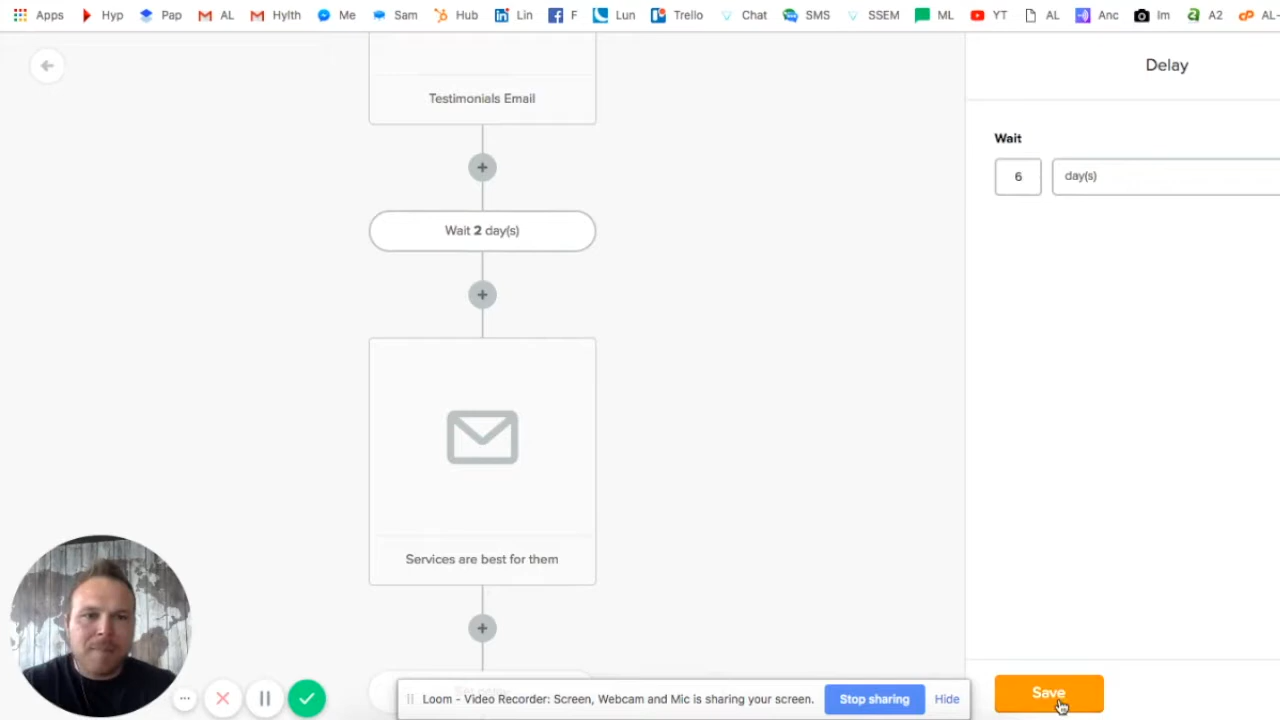 Apps Hyp Pap AL Hylth Me Sam Hub Lin F Lun Trello Chat SMS SSEM ML YT AL Anc Im A2 AL-
Delay
Testimonials Email
Wait
6 day(s)
Wait 2 day(s)
Services are best for them
Loom - Video Recorder: Screen, Webcam and Mic is sharing your screen. Stop sharing Hide
Save